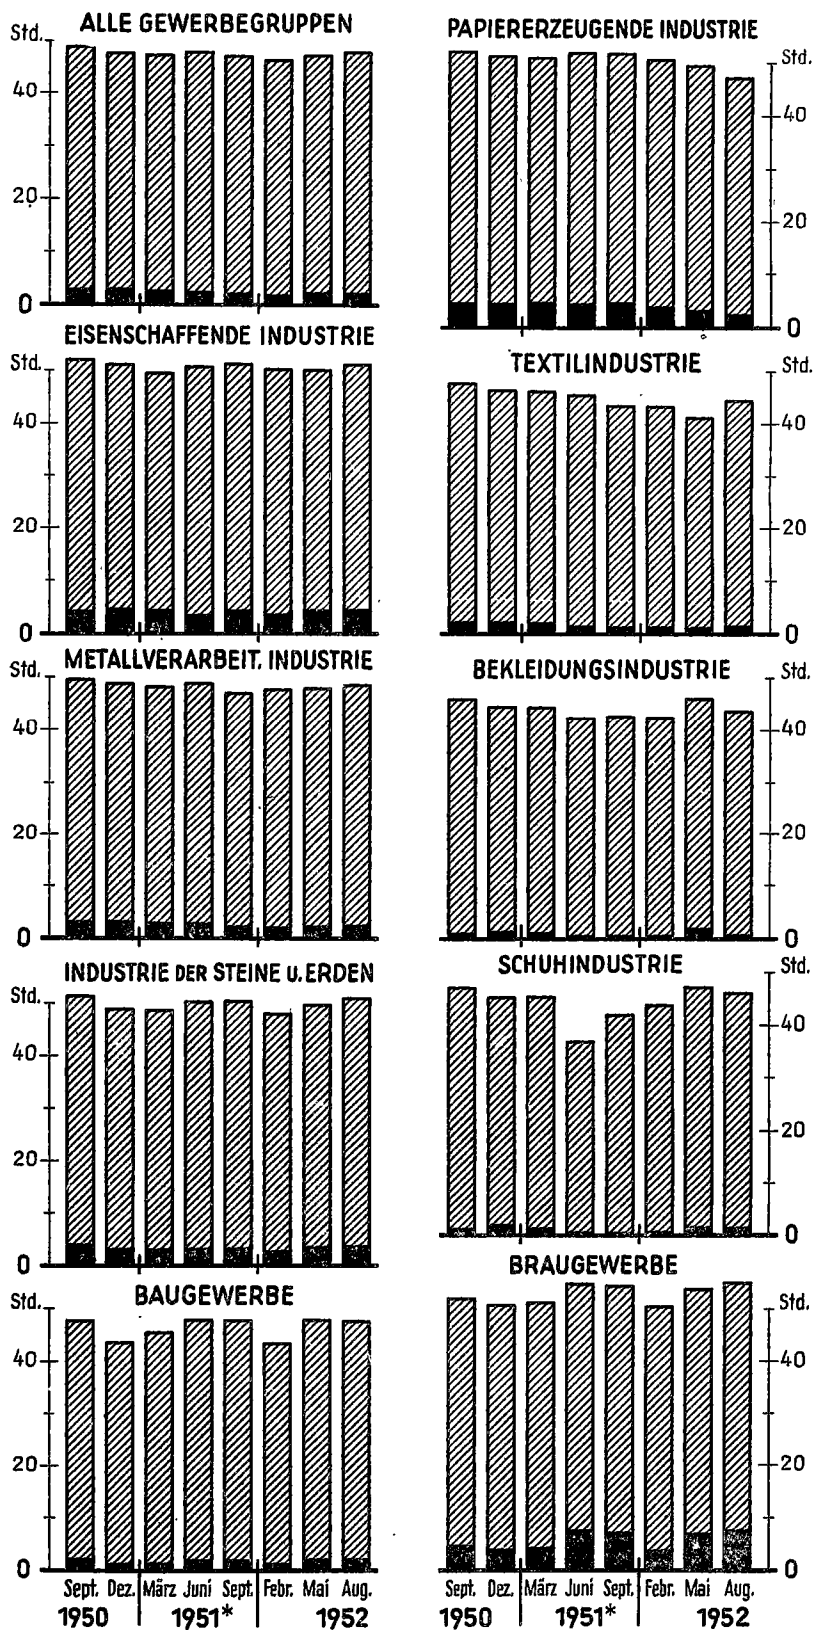 ALLE GEWERBEGRUPPEN
Std.
40
20
0
PAPIERERZEUGENDE INDUSTRIE
Std.
40
20
0
EISENSCHAFFENDE INDUSTRIE
Std.
40
20
0
TEXTILINDUSTRIE
Std.
40
20
0
METALLVERARBEIT. INDUSTRIE
Std.
40
20
0
BEKLEIDUNGSINDUSTRIE
Std.
40
20
0
INDUSTRIE DER STEINE U. ERDEN
Std.
40
20
0
SCHUHINDUSTRIE
Std.
40
20
0
BAUGEWERBE
Std.
40
20
0
Sept. Dez. März Juni Sept. Febr. Mai Aug.
1950 1951* 1952
BRAUGEWERBE
Std.
40
20
0
Sept. Dez. März Juni Sept. Febr. Mai Aug.
1950 1951* 1952